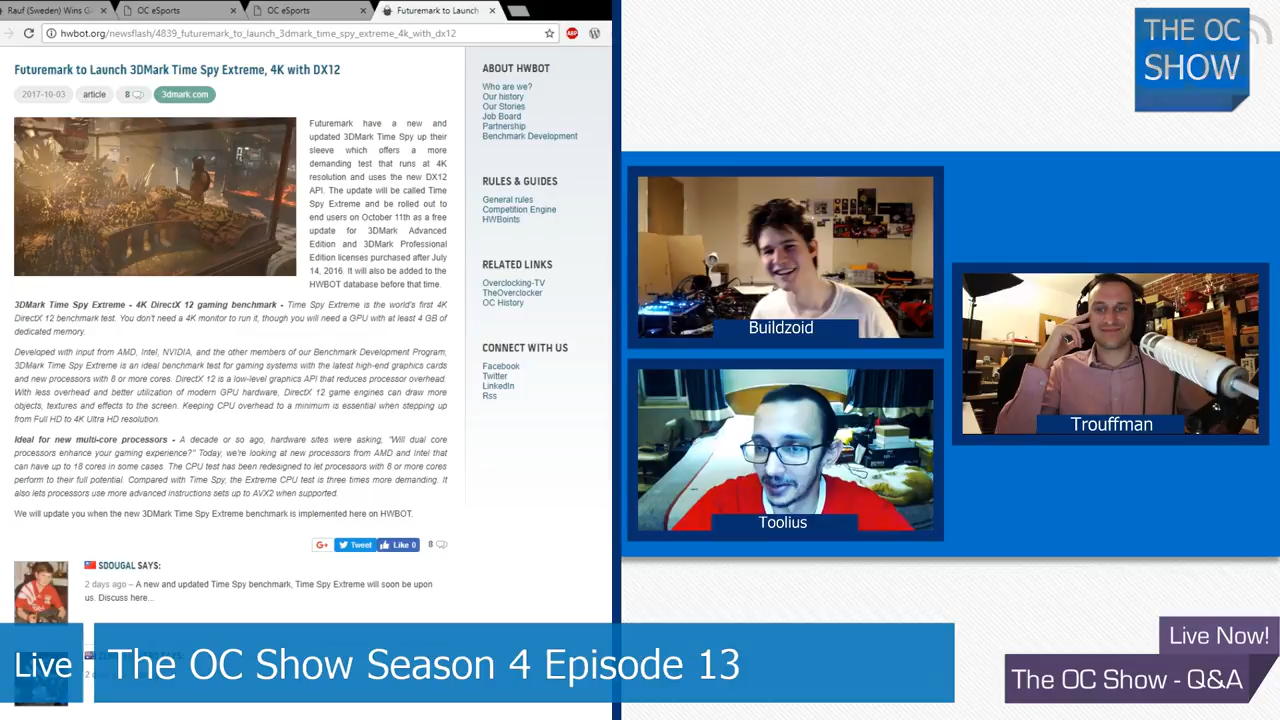 Rauf (Sweden) Wins G
OC eSports
OC eSports
Futuremark to Launch
hwbot.org/newsflash/4839_futuremark_to_launch_3dmark_time_spy_extreme_4k_with_dx12
ABP
Futuremark to Launch 3DMark Time Spy Extreme, 4K with DX12
2017-10-03 article 8 3dmark.com
Futuremark have a new and
updated 3DMark Time Spy up their
sleeve which offers a more
demanding test that runs at 4K
resolution and uses the new DX12
API. The update will be called Time
Spy Extreme and be rolled out to
end users on October 11th as a free
update for 3DMark Advanced
Edition and 3DMark Professional
Edition licenses purchased after July
14, 2016. It will also be added to the
HWBOT database before that time.
3DMark Time Spy Extreme - 4K DirectX 12 gaming benchmark - Time Spy Extreme is the world's first 4K
DirectX 12 benchmark test. You don't need a 4K monitor to run it, though you will need a GPU with at least 4 GB of
dedicated memory.
Developed with input from AMD, Intel, NVIDIA, and the other members of our Benchmark Development Program,
3DMark Time Spy Extreme is an ideal benchmark test for gaming systems with the latest high-end graphics cards
and new processors with 8 or more cores. DirectX 12 is a low-level graphics API that reduces processor overhead.
With less overhead and better utilization of modern GPU hardware, DirectX 12 game engines can draw more
objects, textures and effects to the screen. Keeping CPU overhead to a minimum is essential when stepping up
from Full HD to 4K Ultra HD resolution.
Ideal for new multi-core processors - A decade or so ago, hardware sites were asking, "Will dual core
processors enhance your gaming experience?" Today, we're looking at new processors from AMD and Intel that
can have up to 18 cores in some cases. The CPU test has been redesigned to let processors with 8 or more cores
perform to their full potential. Compared with Time Spy, the Extreme CPU test is three times more demanding. It
also lets processors use more advanced instructions sets up to AVX2 when supported.
We will update you when the new 3DMark Time Spy Extreme benchmark is implemented here on HWBOT.
G+ Tweet Like 0 8
SDOUGAL SAYS:
2 days ago – A new and updated Time Spy benchmark, Time Spy Extreme will soon be upon
us. Discuss here...
ABOUT HWBOT
Who are we?
Our history
Our Stories
Job Board
Partnership
Benchmark Development
RULES & GUIDES
General rules
Competition Engine
HWBoints
RELATED LINKS
Overclocking-TV
TheOverclocker
OC History
CONNECT WITH US
Facebook
Twitter
LinkedIn
Rss
THE OC
SHOW
Buildzoid
Toolius
Trouffman
Live
The OC Show Season 4 Episode 13
Live Now!
The OC Show - Q&A